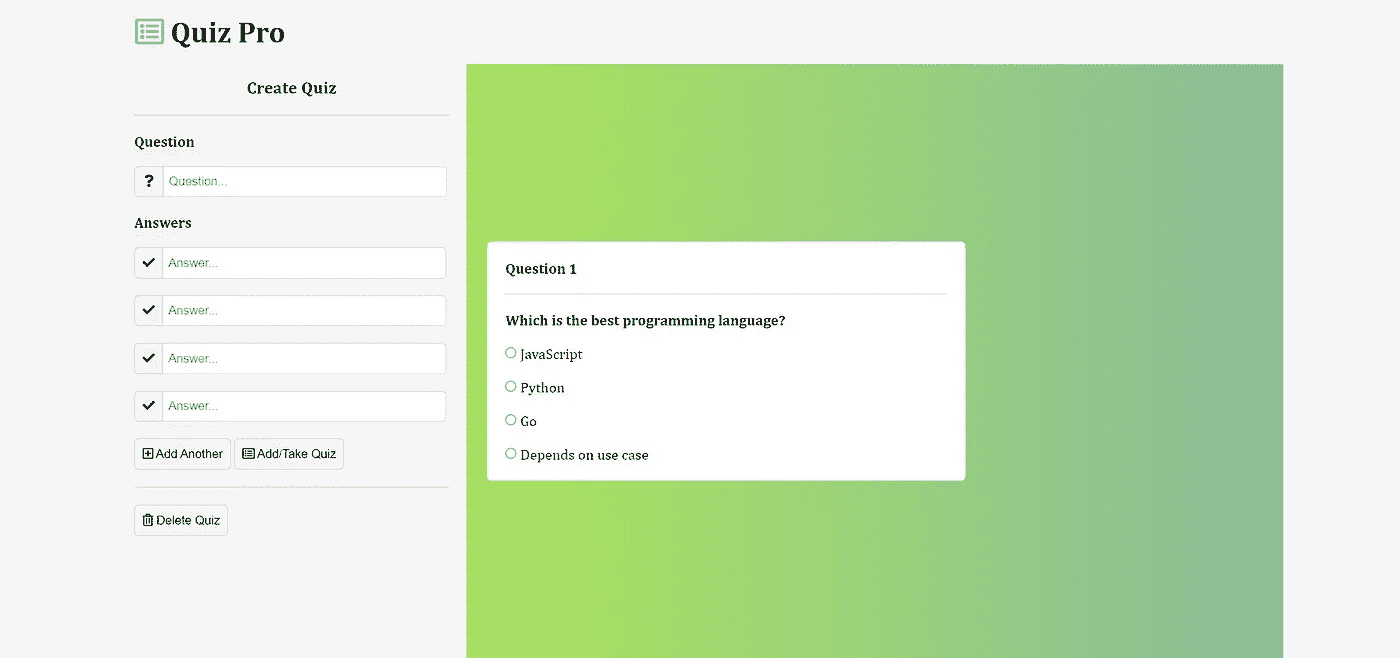 Quiz Pro
Create Quiz
Question
? Question...
Answers
Answer...
Answer...
Answer...
Answer...
Add Another Add/Take Quiz
Delete Quiz
Question 1
Which is the best programming language?
JavaScript
Python
Go
Depends on use case